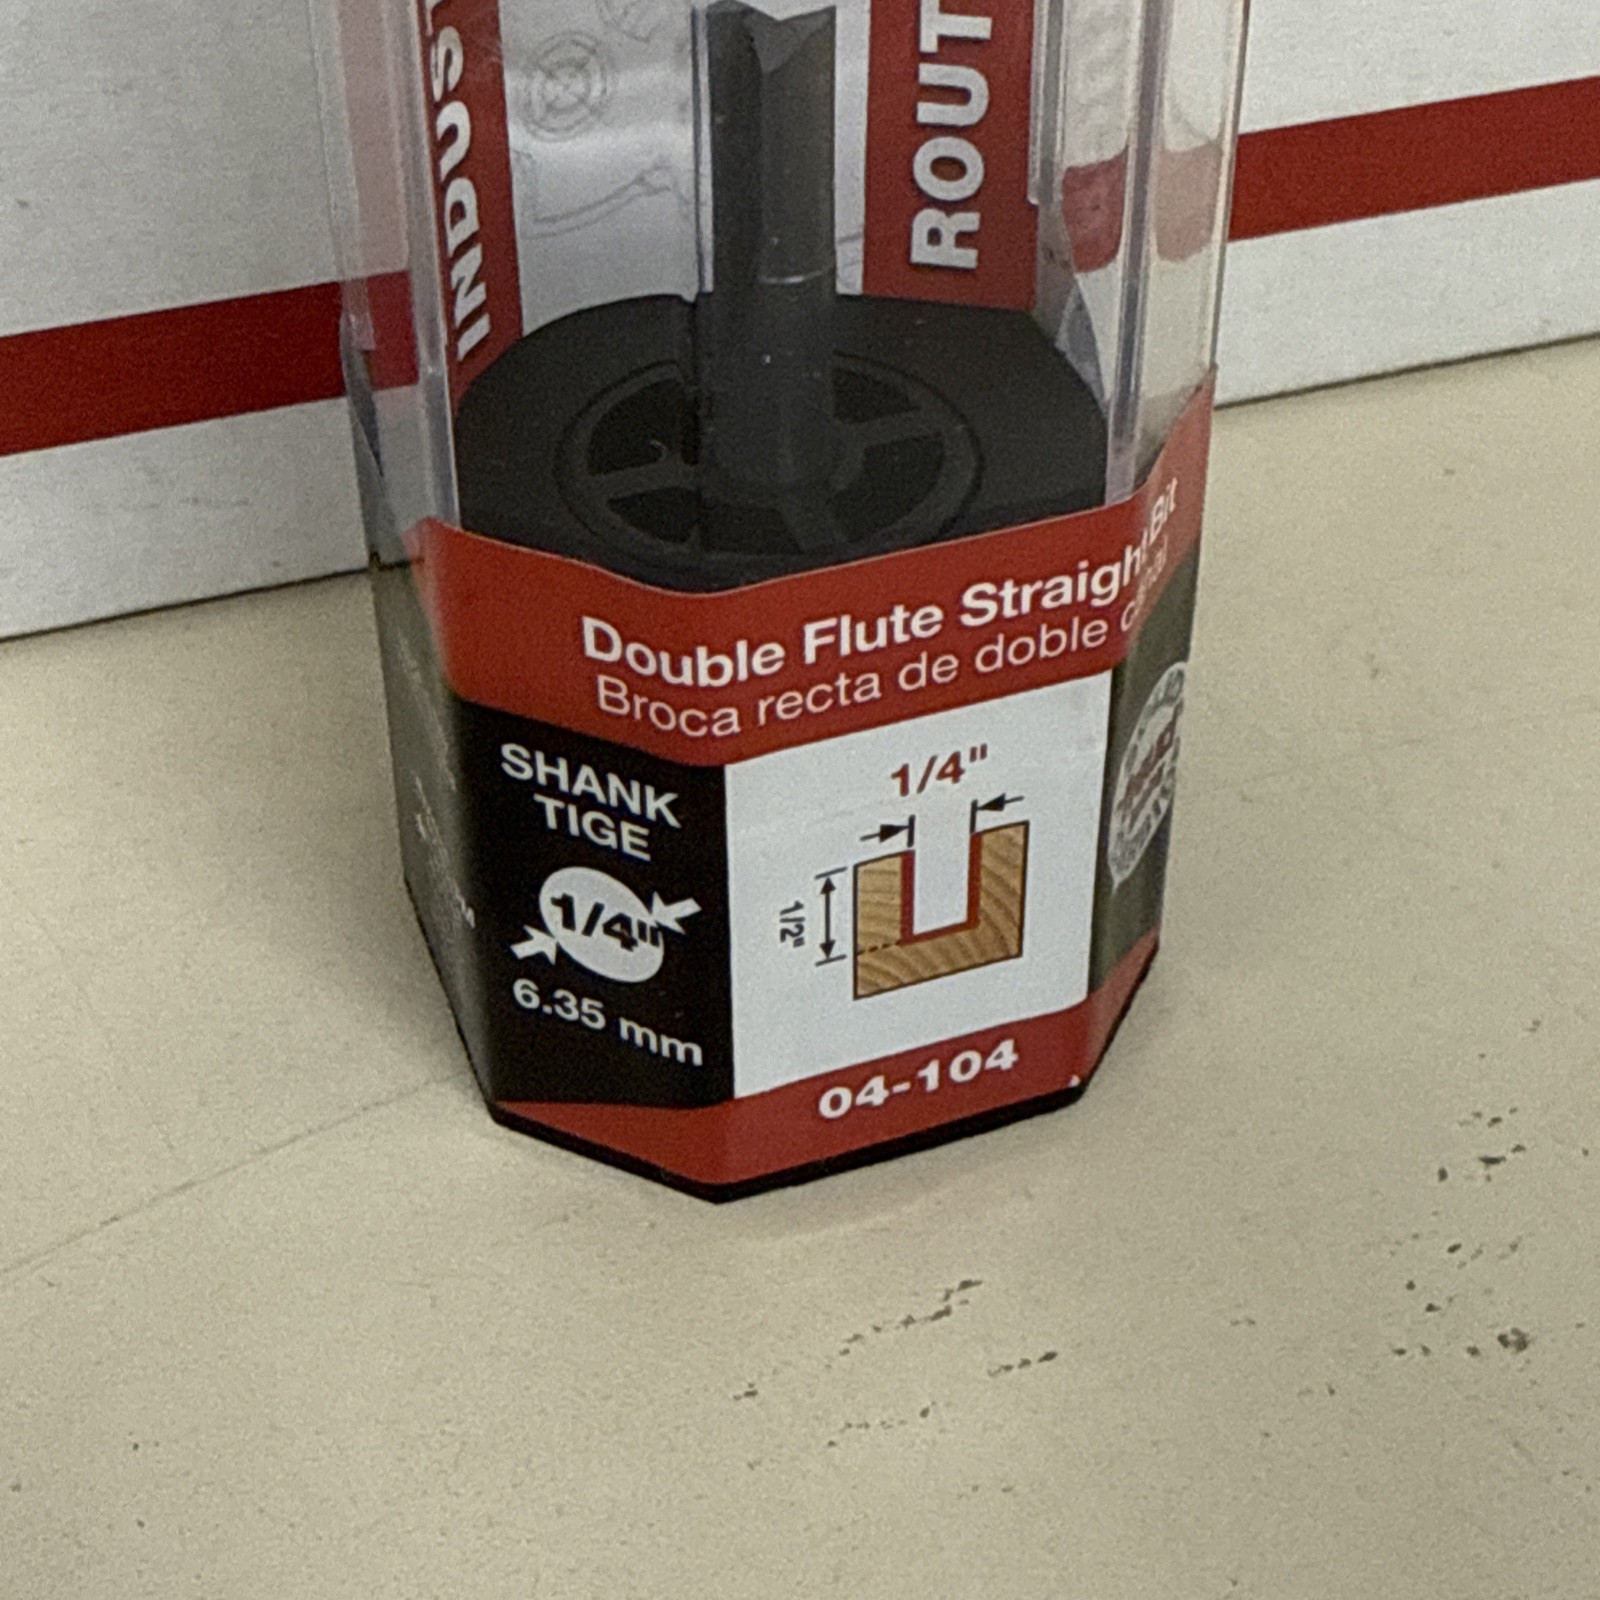 INDUS
ROUT
Double Flute Straight Bit
Broca recta de doble
SHANK
TIGE
1/4"
6.35 mm
1/4"
1/2"
04-104